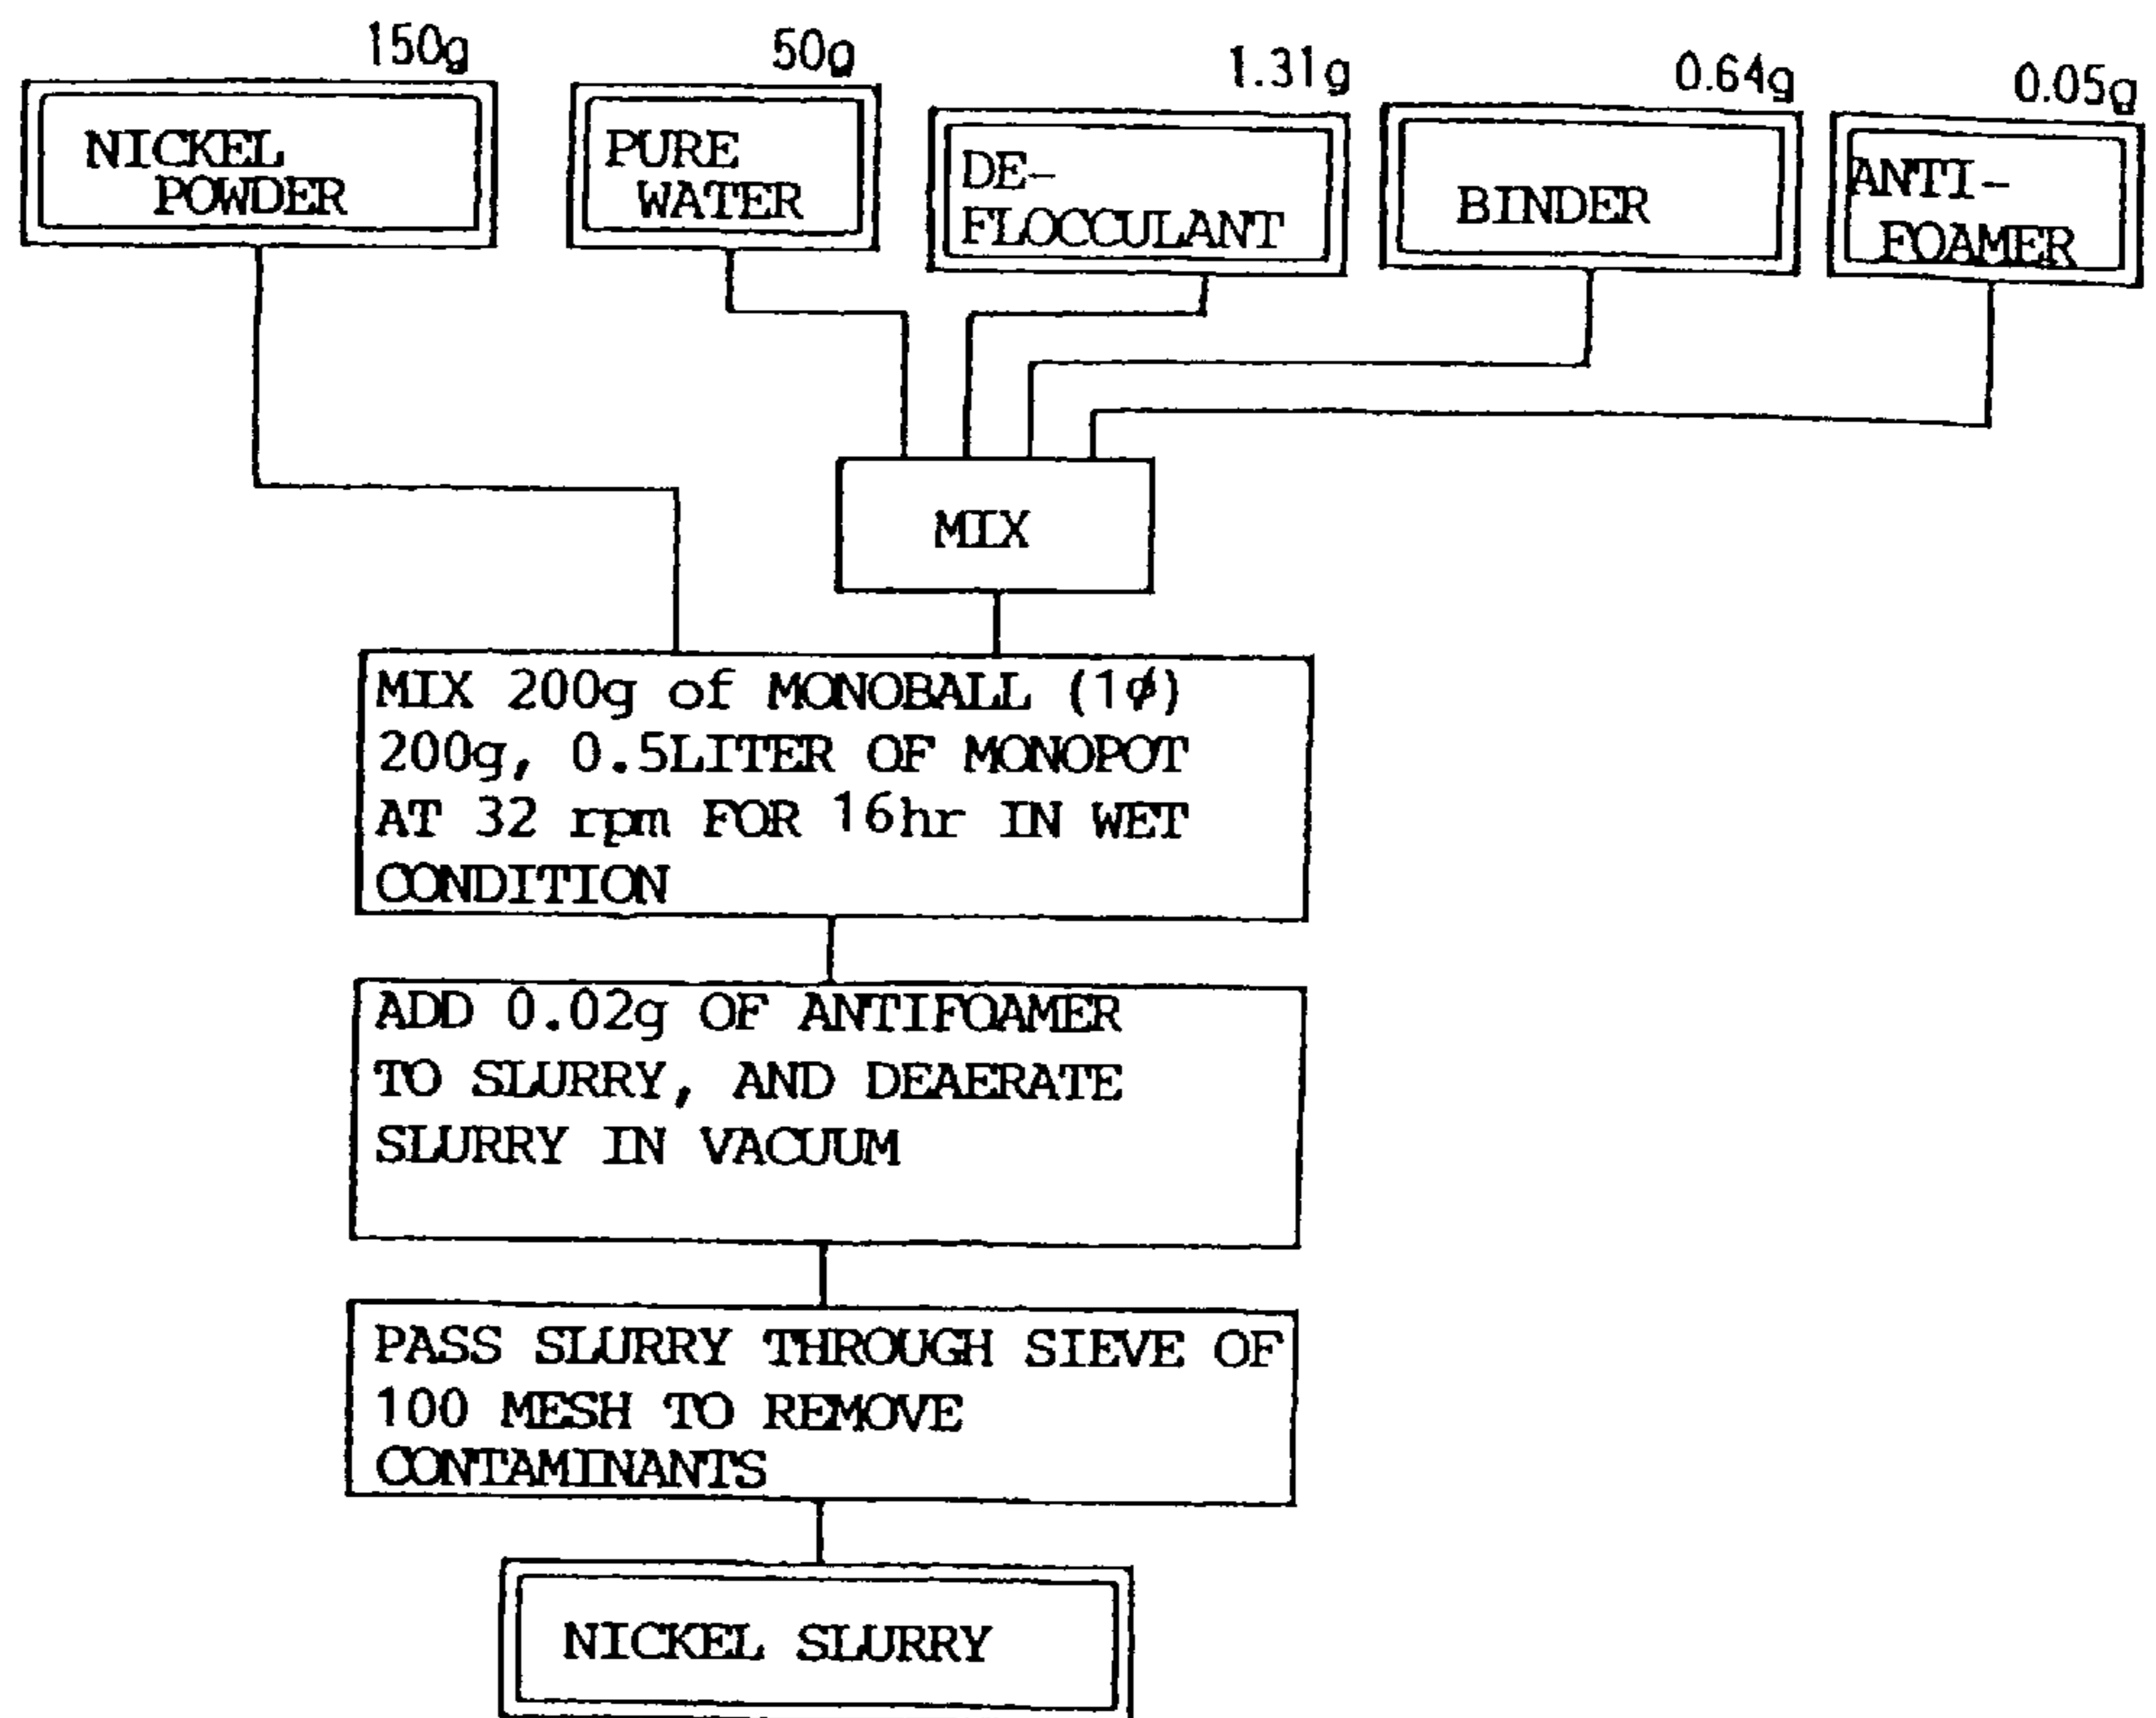 150g
NICKEL
POWDER
50g
PURE
WATER
1.31g
DE-
FLOCCULANT
0.64g
BINDER
0.05g
ANTI-
FOAMER
MIX
MIX 200g of MONOBALL (1ϕ)
200g, 0.5LITER OF MONOPOT
AT 32 rpm FOR 16hr IN WET
CONDITION
ADD 0.02g OF ANTIFOAMER
TO SLURRY, AND DEAERATE
SLURRY IN VACUUM
PASS SLURRY THROUGH SIEVE OF
100 MESH TO REMOVE
CONTAMINANTS
NICKEL SLURRY